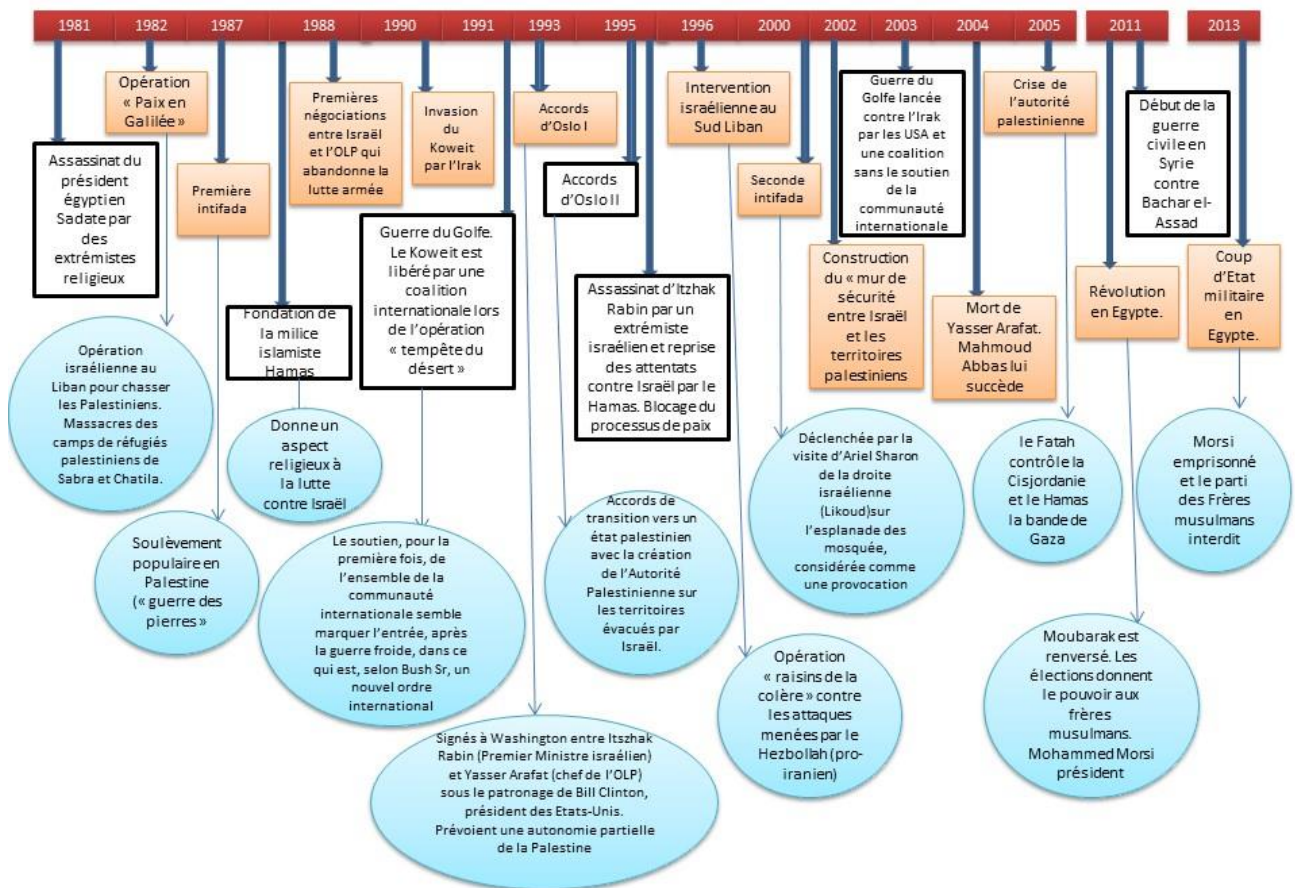 1981 1982 1987 1988 1990 1991 1993 1995 1996 2000 2002 2003 2004 2005 2011 2013
Assassinat du
président
égyptien
Sadate par
des
extrémistes
religieux
Opération
« Paix en
Galilée »
Opération
israélienne au
Liban pour chasser
les Palestiniens.
Massacres des
camps de réfugiés
palestiniens de
Sabra et Chatila.
Première
intifada
Soulèvement
populaire en
Palestine
(« guerre des
pierres »
Fondation de
la milice
islamiste
Hamas
Donne un
aspect
religieux à
la lutte
contre Israël
Premières
négociations
entre Israël
et l’OLP qui
abandonne la
lutte armée
Invasion
du
Koweit
par l’Irak
Guerre du Golfe.
Le Koweit est
libéré par une
coalition
internationale lors
de l’opération
« tempête du
désert »
Le soutien, pour la
première fois, de
l’ensemble de la
communauté
internationale semble
marquer l’entrée, après
la guerre froide, dans ce
qui est, selon Bush Sr, un
nouvel ordre
international
Accords
d’Oslo I
Signés à Washington entre Itszhak
Rabin (Premier Ministre israélien)
et Yasser Arafat (chef de l’OLP)
sous le patronage de Bill Clinton,
président des Etats-Unis.
Prévoient une autonomie partielle
de la Palestine
Accords
d’Oslo II
Accords de
transition vers un
état palestinien
avec la création
de l’Autorité
Palestinienne sur
les territoires
évacués par
Israël.
Assassinat d’Itzhak
Rabin par un
extrémiste
israélien et reprise
des attentats
contre Israël par le
Hamas. Blocage du
processus de paix
Intervention
israélienne au
Sud Liban
Opération
« raisins de la
colère » contre
les attaques
menées par le
Hezbollah (pro-
iranien)
Seconde
intifada
Déclenchée par la
visite d’Ariel Sharon
de la droite
israélienne
(Likoud)sur
l’esplanade des
mosquée,
considérée comme
une provocation
Construction
du « mur de
sécurité
entre Israël
et les
territoires
palestiniens
Guerre du
Golfe lancée
contre l’Irak
par les USA et
une coalition
sans le soutien
de la
communauté
internationale
Mort de
Yasser Arafat.
Mahmoud
Abbas lui
succède
Crise de
l’autorité
palestinienne
le Fatah
contrôle la
Cisjordanie
et le Hamas
la bande de
Gaza
Révolution
en Egypte.
Moubarak est
renversé. Les
élections donnent
le pouvoir aux
frères
musulmans.
Mohammed Morsi
président
Début de la
guerre
civile en
Syrie
contre
Bachar el-
Assad
Coup
d’Etat
militaire
en
Egypte.
Morsi
emprisonné
et le parti
des Frères
musulmans
interdit